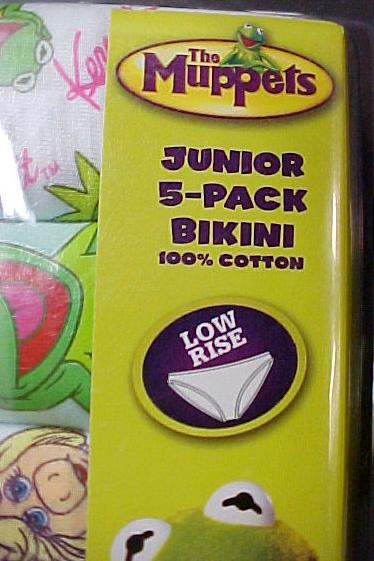 The
Muppets
JUNIOR
5-PACK
BIKINI
100% COTTON
LOW
RISE